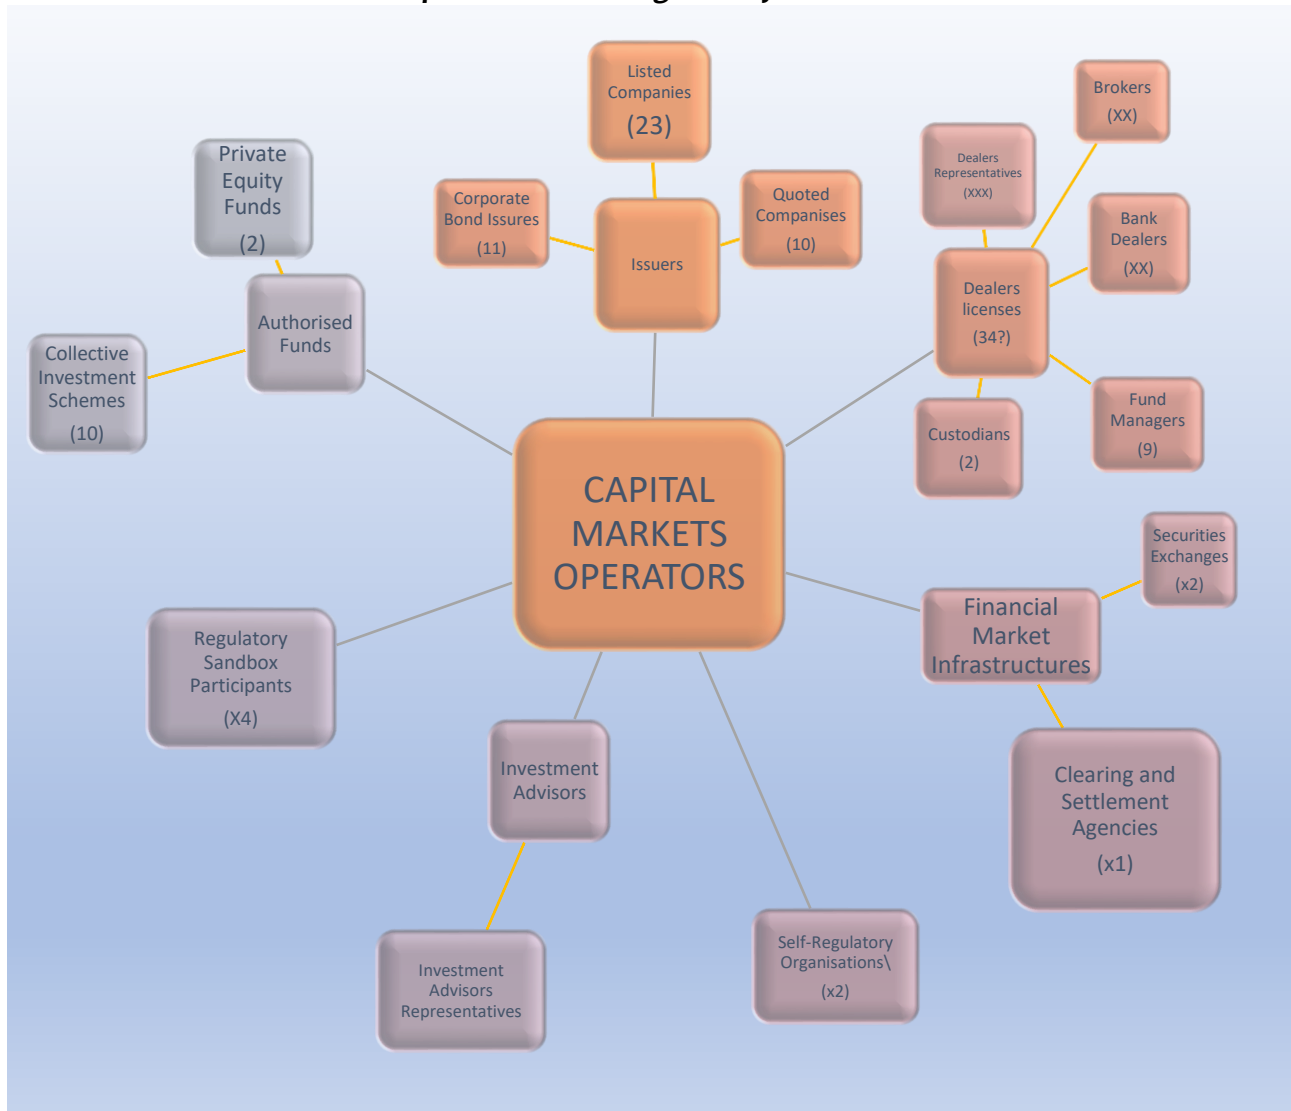 Listed
Companies
(23)
Brokers
(XX)
Private
Equity
Funds
(2)
Dealers
Representatives
(XXX)
Corporate
Bond Issures
(11)
Quoted
Companises
(10)
Bank
Dealers
(XX)
Issuers
Dealers
licenses
(34?)
Authorised
Funds
Collective
Investment
Schemes
(10)
Fund
Managers
(9)
Custodians
(2)
CAPITAL
MARKETS
OPERATORS
Securities
Exchanges
(x2)
Financial
Market
Infrastructures
Regulatory
Sandbox
Participants
(X4)
Investment
Advisors
Clearing and
Settlement
Agencies
(x1)
Self-Regulatory
Organisations\
(x2)
Investment
Advisors
Representatives